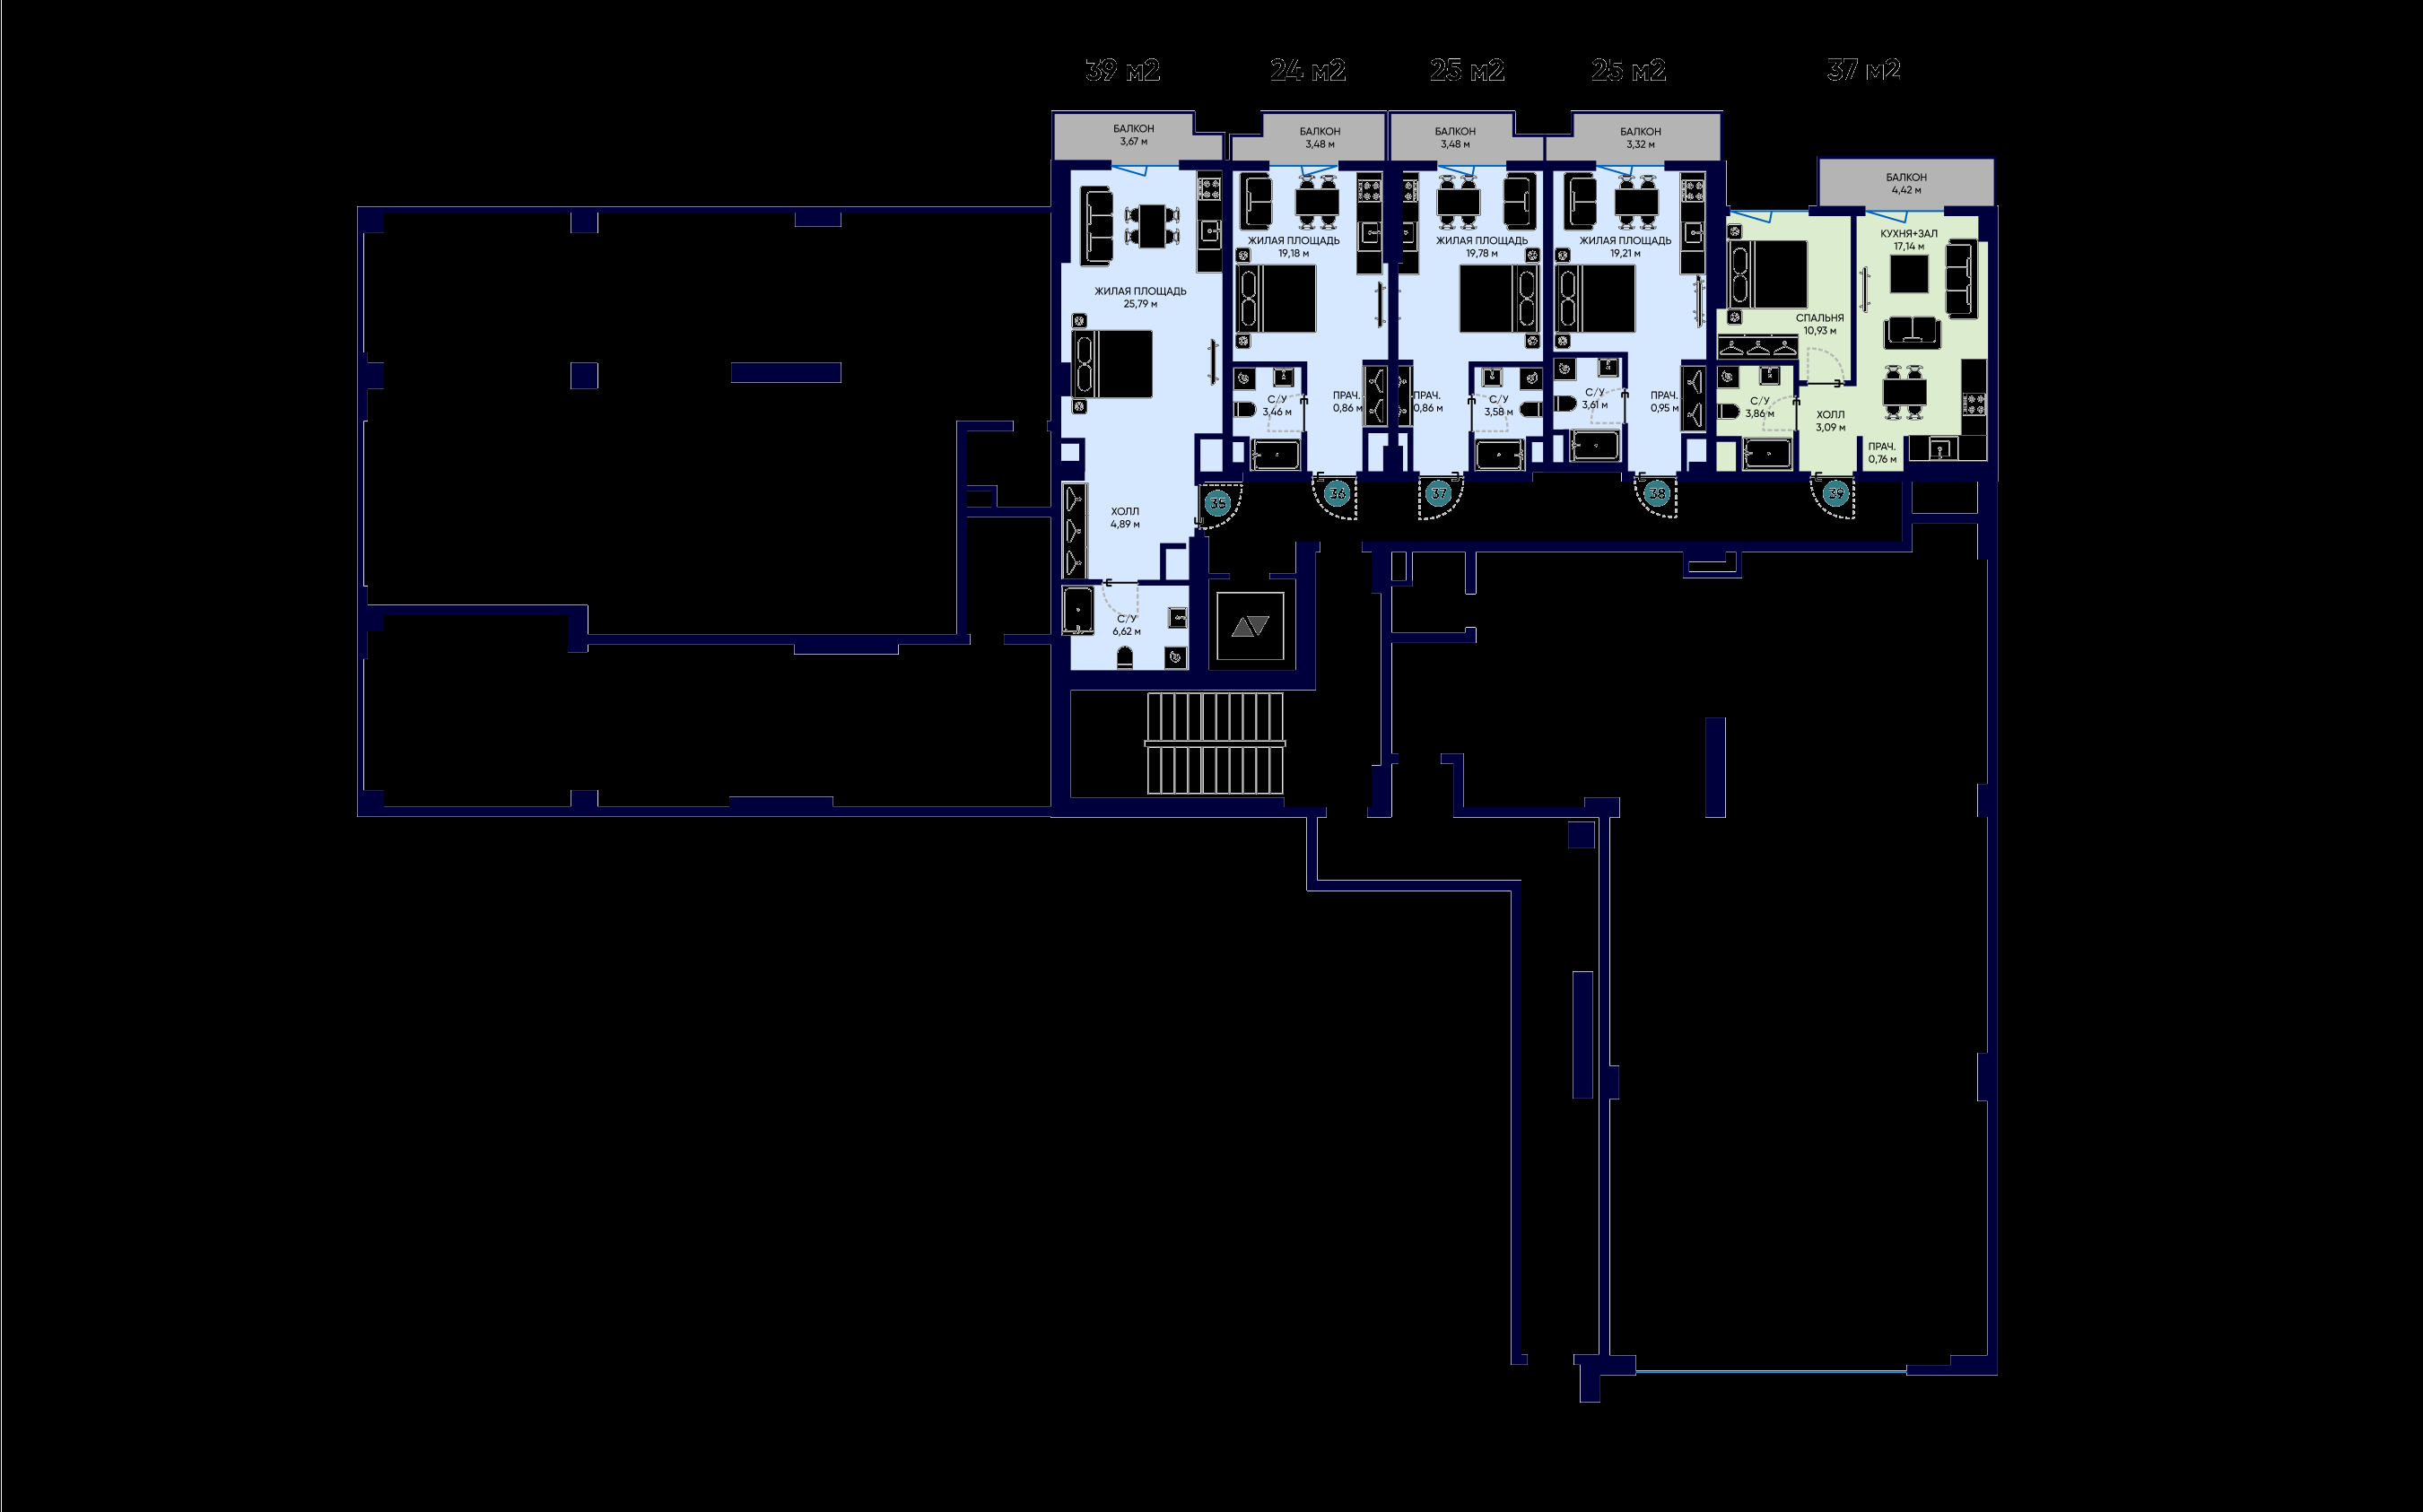 39 м2
24 м2
25 м2
25 м2
37 м2
БАЛКОН
3,67 м
БАЛКОН
3,48 м
БАЛКОН
3,48 м
БАЛКОН
3,32 м
БАЛКОН
4,42 м
ЖИЛАЯ ПЛОЩАДЬ
25,79 м
ЖИЛАЯ ПЛОЩАДЬ
19,18 м
ЖИЛАЯ ПЛОЩАДЬ
19,78 м
ЖИЛАЯ ПЛОЩАДЬ
19,21 м
КУХНЯ+ЗАЛ
17,14 м
СПАЛЬНЯ
10,93 м
С/У
3,46 м
ПРАЧ.
0,86 м
ПРАЧ.
0,86 м
С/У
3,58 м
С/У
3,61 м
ПРАЧ.
0,95 м
С/У
3,86 м
ХОЛЛ
3,09 м
ПРАЧ.
0,76 м
35
36
37
38
39
ХОЛЛ
4,89 м
С/У
6,62 м